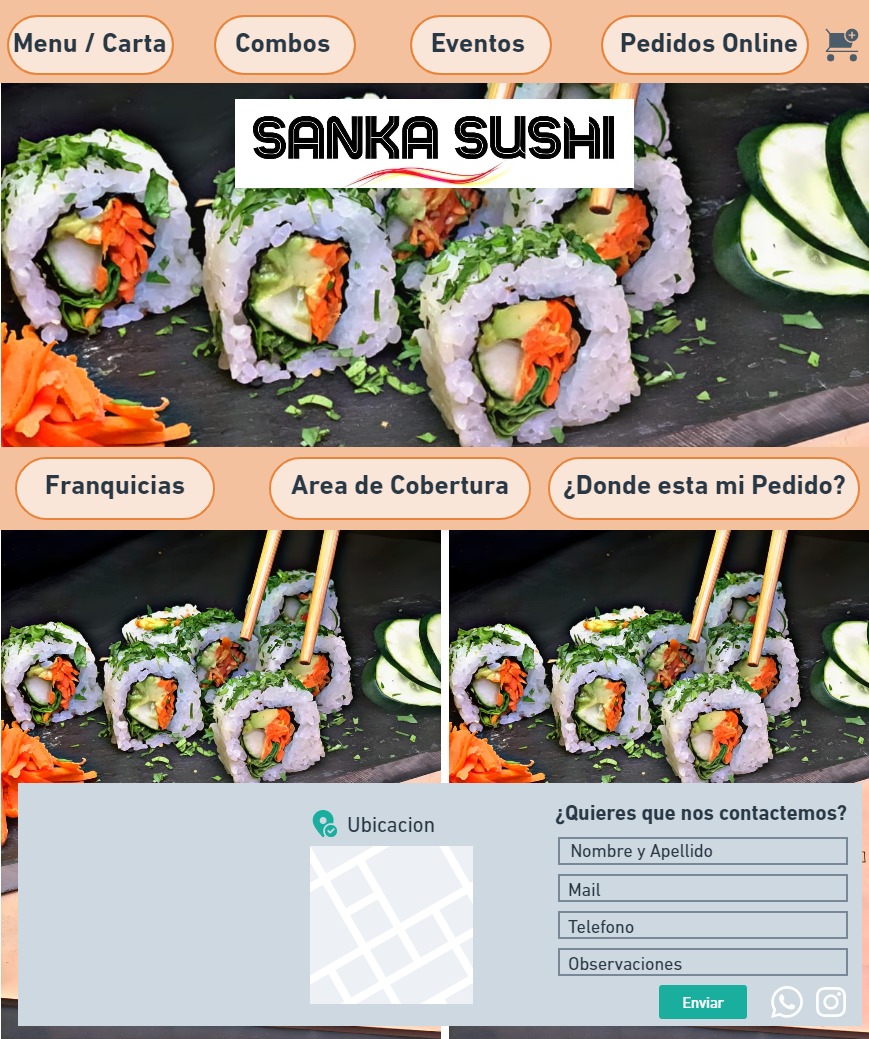 Menu / Carta
Combos
Eventos
Pedidos Online
SANKA SUSHI
Franquicias
Area de Cobertura
¿Donde esta mi Pedido?
Ubicacion
¿Quieres que nos contactemos?
Nombre y Apellido
Mail
Telefono
Observaciones
Enviar